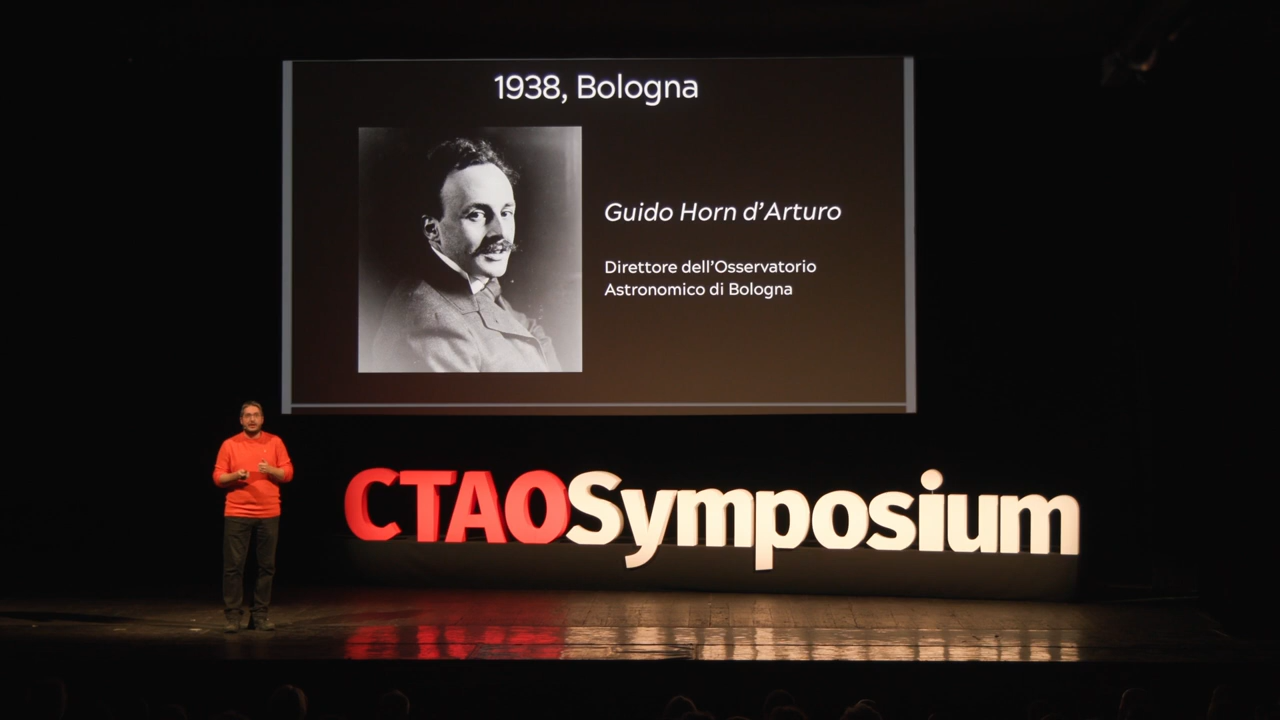 1938, Bologna
Guido Horn d’Arturo
Direttore dell’Osservatorio
Astronomico di Bologna
CTAOSymposium